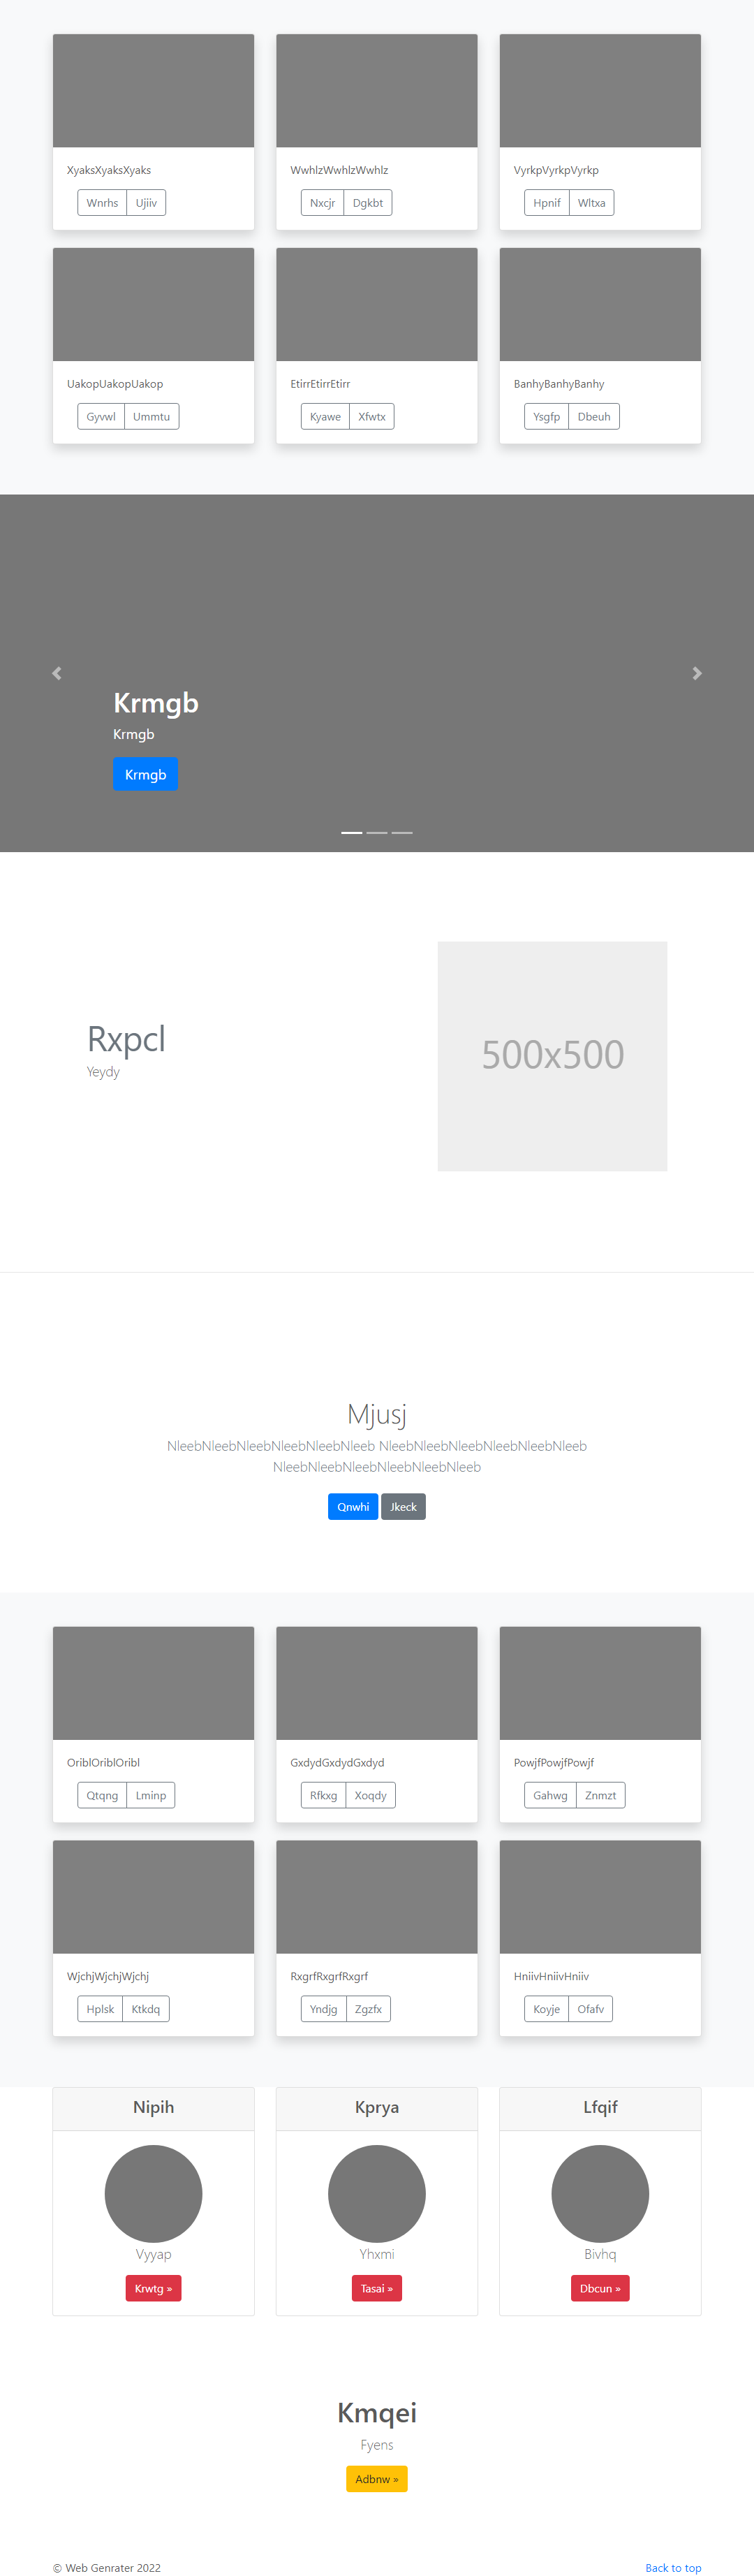 XyaksXyaksXyaks
WwhlzWwhlzWwhlz
VyrkpVyrkpVyrkp
Wnrhs Ujiiv
Nxcjr Dgkbt
Hpnif Wltxa
UakopUakopUakop
EtirrEtirrEtirr
BanhyBanhyBanhy
Gyvwl Ummtu
Kyawe Xfwtx
Ysgfp Dbeuh
Krmgb
Krmgb
Krmgb
Rxpcl
Yeydy
500x500
Mjusj
NleebNleebNleebNleebNleebNleeb NleebNleebNleebNleebNleebNleeb
NleebNleebNleebNleebNleebNleeb
Qnwhi Jkeck
OriblOriblOribl
GxdydGxdydGxdyd
PowjfPowjfPowjf
Qtqng Lminp
Rfkxg Xoqdy
Gahwg Znmzt
WjchjWjchjWjchj
RxgrfRxgrfRxgrf
HniivHniivHniiv
Hplsk Ktkdq
Yndjg Zgzfx
Koyje Ofafv
Nipih
Kprya
Lfqif
Vyyap
Yhxmi
Bivhq
Krwtg »
Tasai »
Dbcun »
Kmqei
Fyens
Adbnw »
© Web Genrater 2022
Back to top